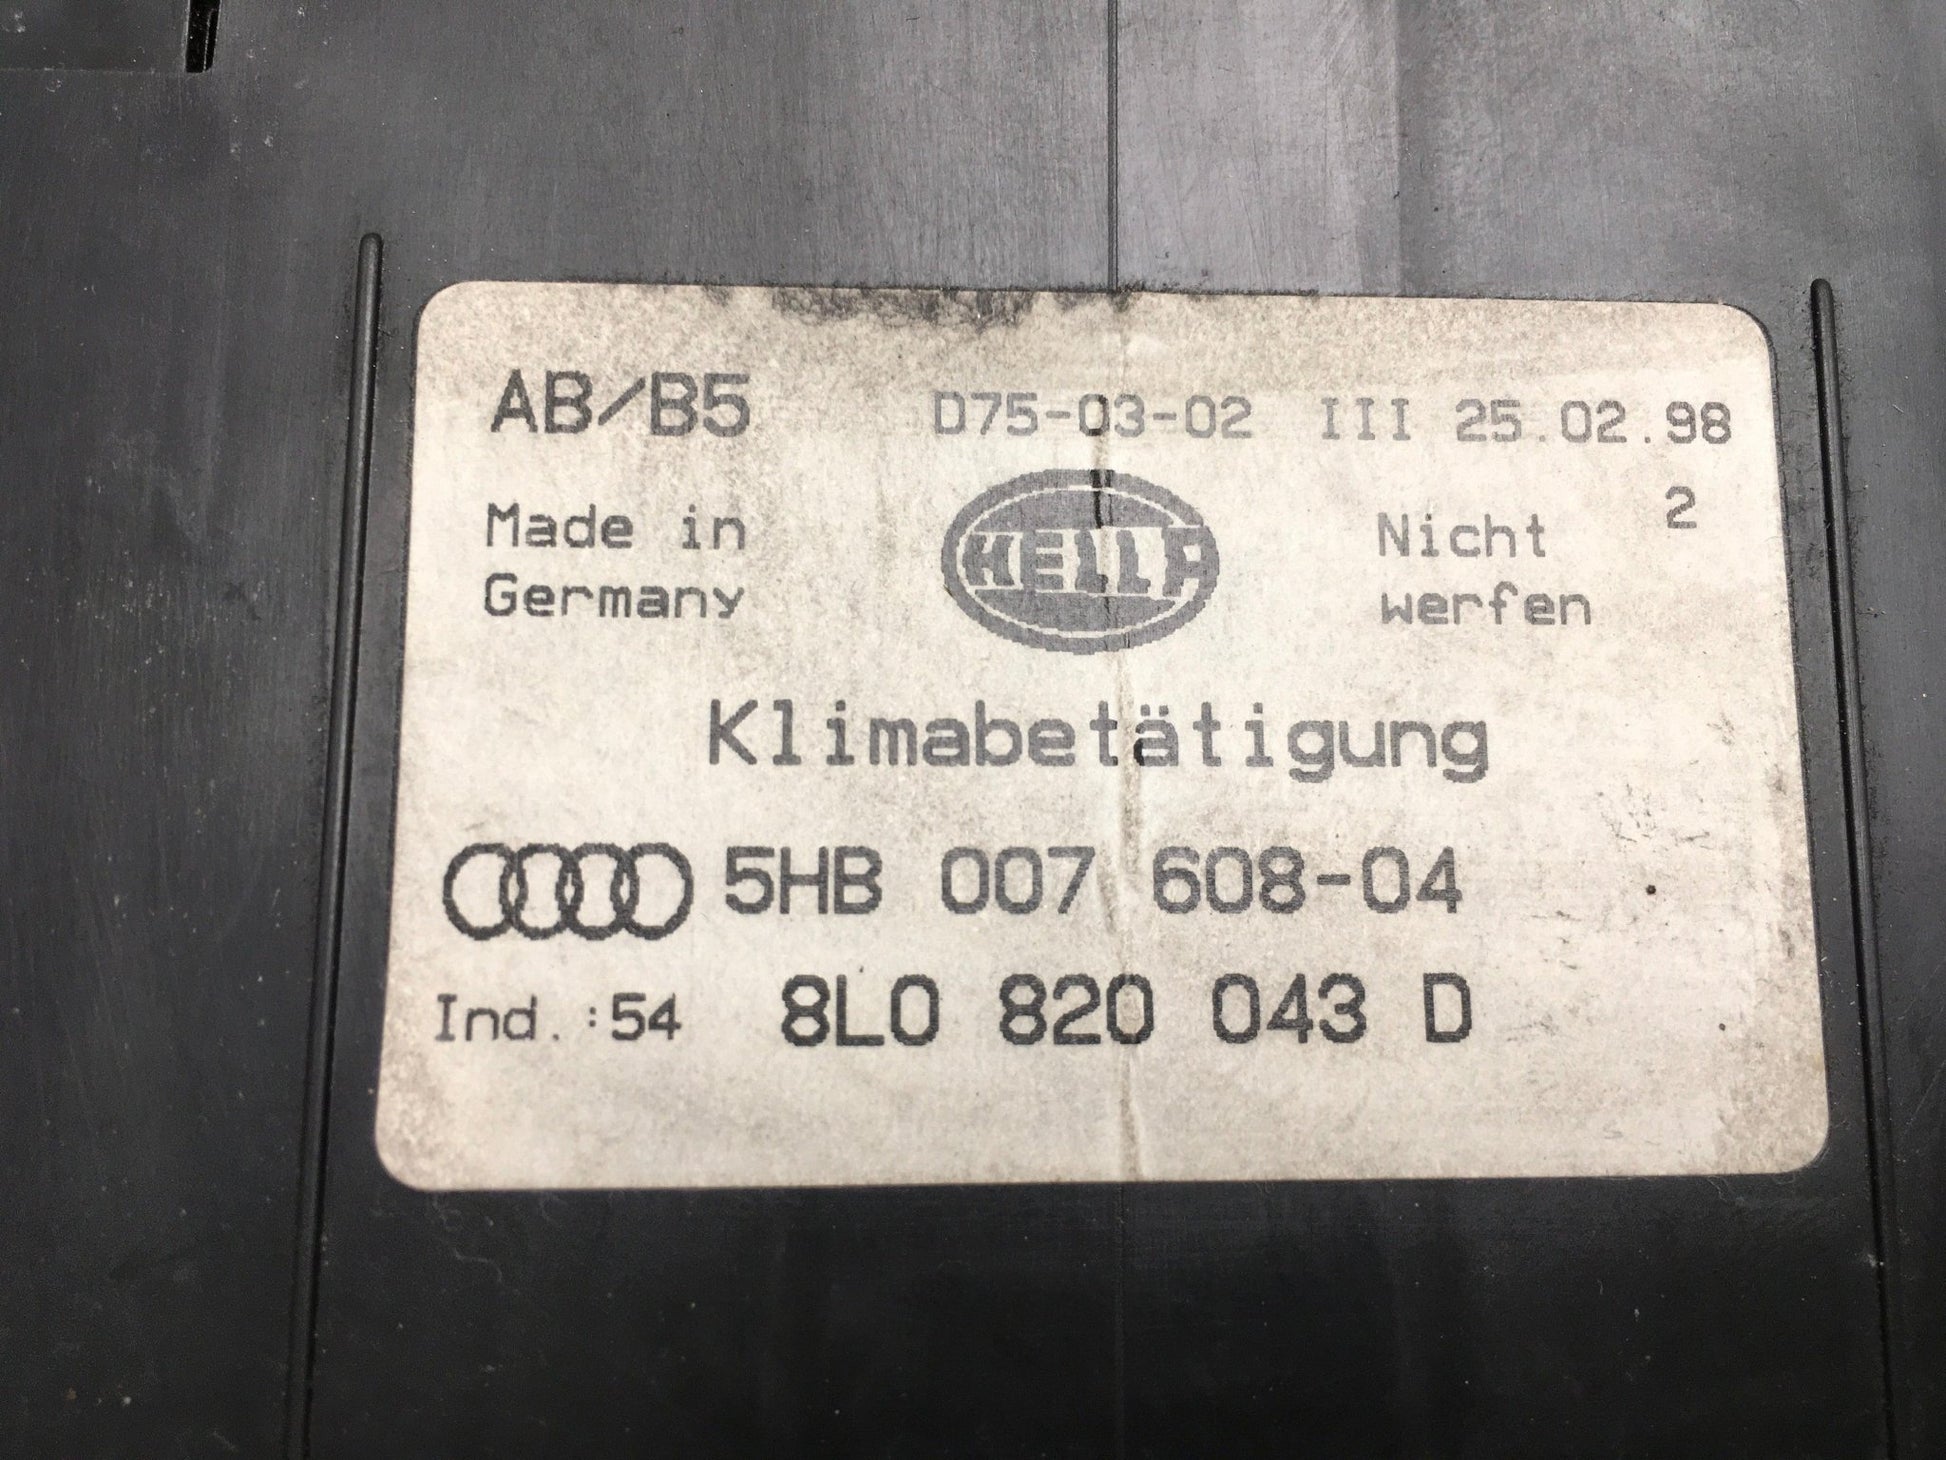 AB/B5 D75-03-02 III 25.02.98
2
Made in Nicht
HELLA
Germany werfen
Klimabetätigung
5HB 007 608-04
Ind.:54 8L0 820 043 D